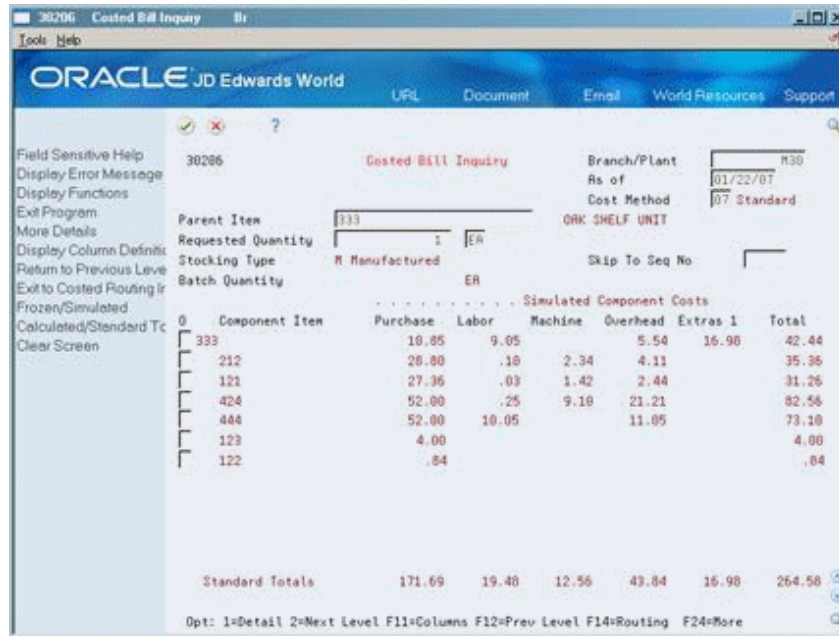 30206 Costed Bill Inquiry Br
Tools Help
ORACLE JD Edwards World
URL Document Email World Resources Support
Field Sensitive Help
Display Error Message
Display Functions
Exit Program
More Details
Display Column Definitic
Return to Previous Leve
Exit to Costed Routing Ir
Frozen/Simulated
Calculated/Standard Tc
Clear Screen
30206 Costed Bill Inquiry Branch/Plant M30
As of 01/22/07
Cost Method 07 Standard
Parent Item 333 OAK SHELF UNIT
Requested Quantity 1 EA
Stocking Type M Manufactured Skip To Seq No
Batch Quantity EA
. . . . . . . . . . Simulated Component Costs
O Component Item Purchase Labor Machine Overhead Extras 1 Total
333 10.85 9.05 5.54 16.98 42.44
212 28.80 .10 2.34 4.11 35.36
121 27.36 .03 1.42 2.44 31.26
424 52.00 .25 9.10 21.21 82.56
444 52.00 10.05 11.05 73.10
123 4.00 4.00
122 .84 .84
Standard Totals 171.69 19.48 12.56 43.84 16.98 264.58
Opt: 1=Detail 2=Next Level F11=Columns F12=Prev Level F14=Routing F24=More